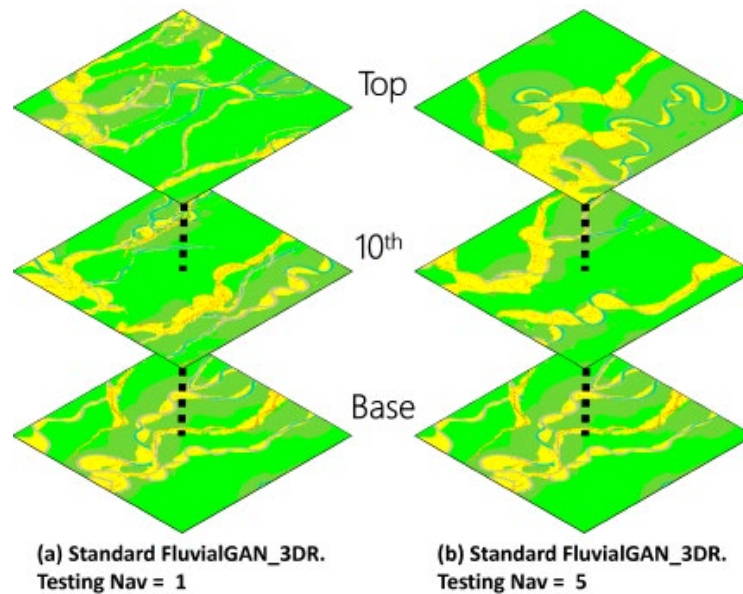 Top
10th
Base
(a) Standard FluvialGAN_3DR.
Testing Nav = 1
(b) Standard FluvialGAN_3DR.
Testing Nav = 5